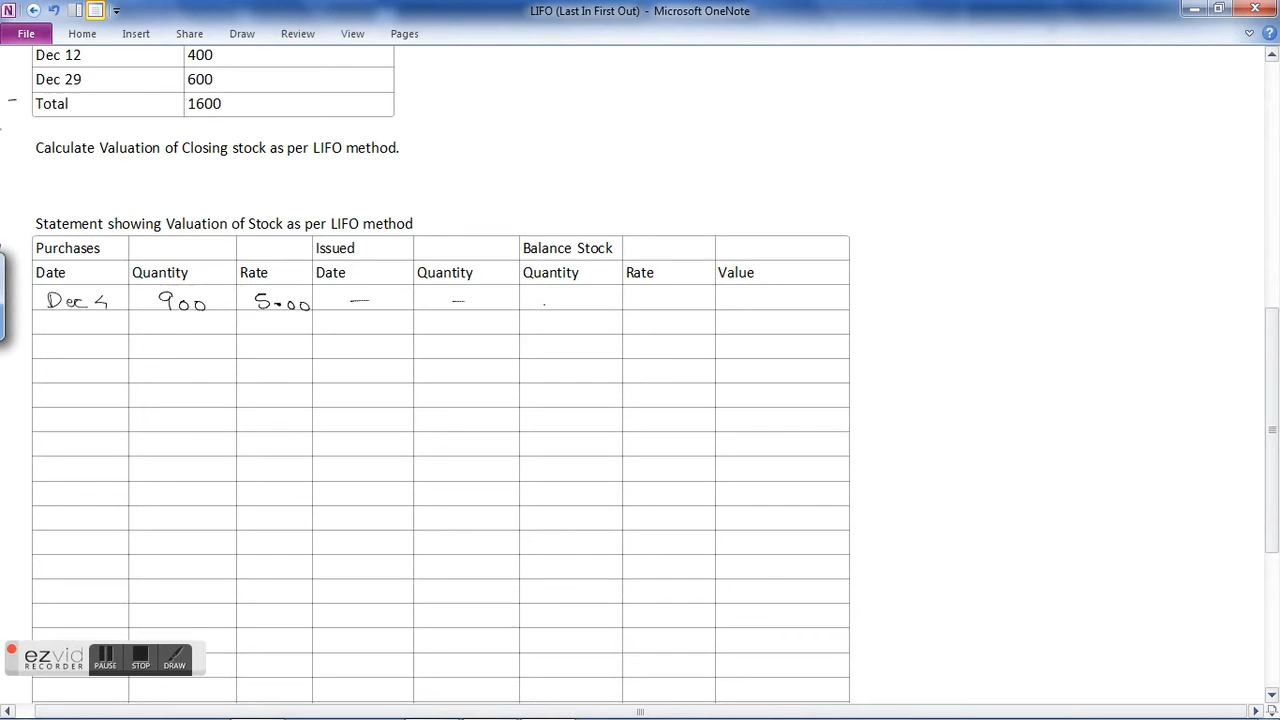 LIFO (Last In First Out) - Microsoft OneNote
File Home Insert Share Draw Review View Pages
Dec 12 400
Dec 29 600
Total 1600
Calculate Valuation of Closing stock as per LIFO method.
Statement showing Valuation of Stock as per LIFO method
Purchases Issued Balance Stock
Date Quantity Rate Date Quantity Quantity Rate Value
Dec 4 900 5.00 — —
ezvid
RECORDER
PAUSE STOP DRAW